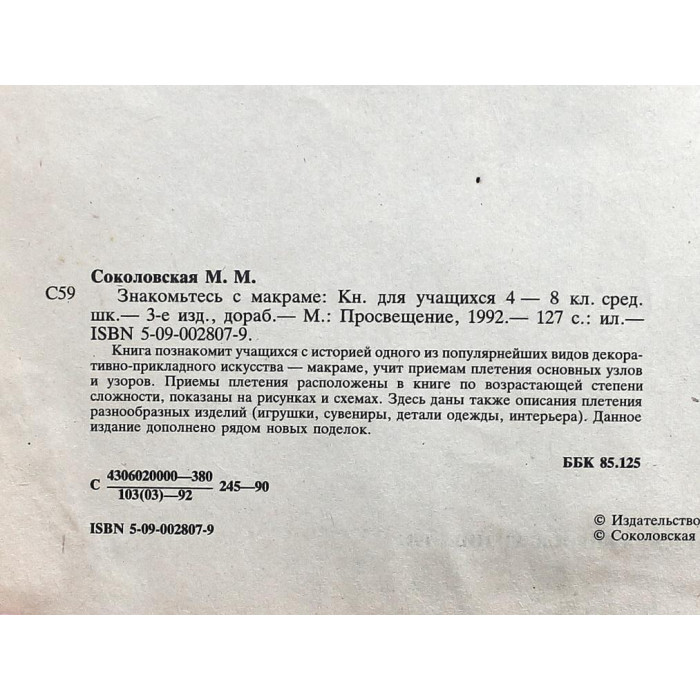 Соколовская М. М.
С59 Знакомьтесь с макраме: Кн. для учащихся 4 — 8 кл. сред.
шк.— 3-е изд., дораб.— М.: Просвещение, 1992.— 127 с.: ил.—
ISBN 5-09-002807-9.
Книга познакомит учащихся с историей одного из популярнейших видов декора-
тивно-прикладного искусства — макраме, учит приемам плетения основных узлов
и узоров. Приемы плетения расположены в книге по возрастающей степени
сложности, показаны на рисунках и схемах. Здесь даны также описания плетения
разнообразных изделий (игрушки, сувениры, детали одежды, интерьера). Данное
издание дополнено рядом новых поделок.
ББК 85.125
4306020000—380
С 245—90
103(03)—92
ISBN 5-09-002807-9
© Издательство
© Соколовская